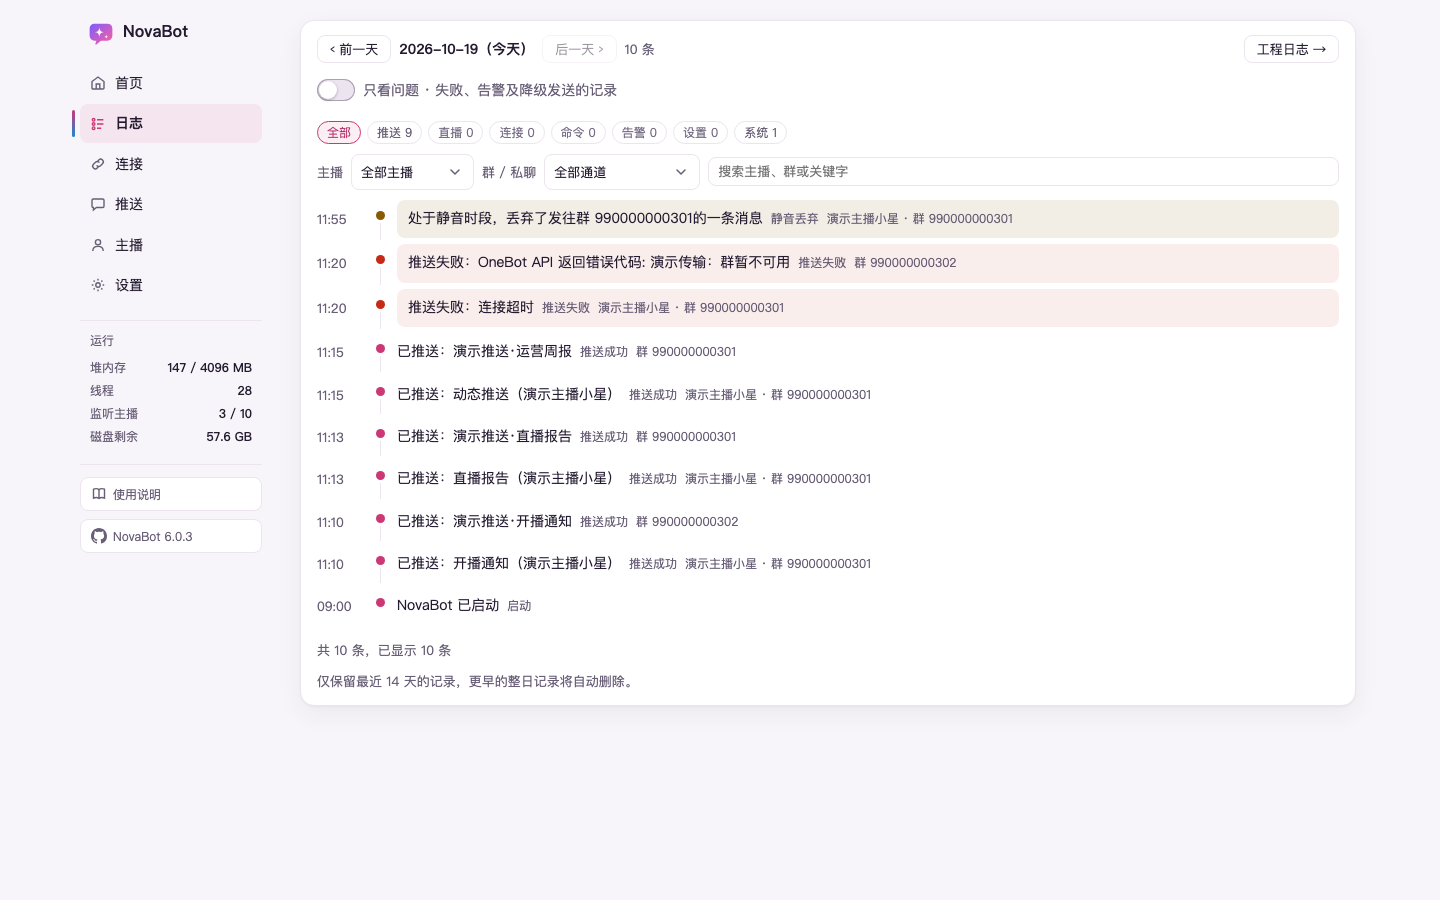 NovaBot
首页
日志
连接
推送
主播
设置
运行
堆内存 147 / 4096 MB
线程 28
监听主播 3 / 10
磁盘剩余 57.6 GB
使用说明
NovaBot 6.0.3
‹ 前一天 2026-10-19（今天） 后一天 › 10 条 工程日志 →
只看问题 · 失败、告警及降级发送的记录
全部 推送 9 直播 0 连接 0 命令 0 告警 0 设置 0 系统 1
主播 全部主播 群 / 私聊 全部通道 搜索主播、群或关键字
11:55 处于静音时段，丢弃了发往群 990000000301的一条消息 静音丢弃 演示主播小星 · 群 990000000301
11:20 推送失败：OneBot API 返回错误代码: 演示传输：群暂不可用 推送失败 群 990000000302
11:20 推送失败：连接超时 推送失败 演示主播小星 · 群 990000000301
11:15 已推送：演示推送·运营周报 推送成功 群 990000000301
11:15 已推送：动态推送（演示主播小星） 推送成功 演示主播小星 · 群 990000000301
11:13 已推送：演示推送·直播报告 推送成功 群 990000000301
11:13 已推送：直播报告（演示主播小星） 推送成功 演示主播小星 · 群 990000000301
11:10 已推送：演示推送·开播通知 推送成功 群 990000000302
11:10 已推送：开播通知（演示主播小星） 推送成功 演示主播小星 · 群 990000000301
09:00 NovaBot 已启动 启动
共 10 条，已显示 10 条
仅保留最近 14 天的记录，更早的整日记录将自动删除。